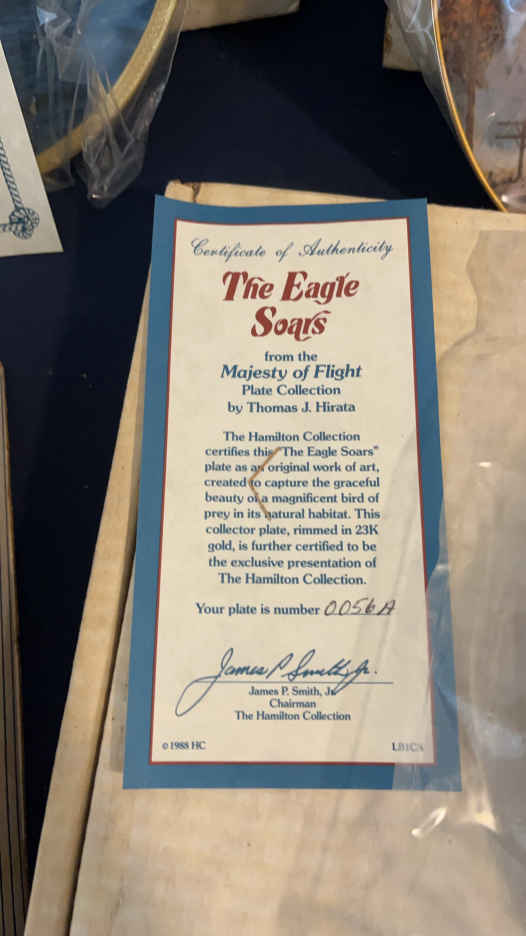 Certificate of Authenticity
The Eagle
Soars
from the
Majesty of Flight
Plate Collection
by Thomas J. Hirata
The Hamilton Collection
certifies this "The Eagle Soars"
plate as an original work of art,
created to capture the graceful
beauty of a magnificent bird of
prey in its natural habitat. This
collector plate, rimmed in 23K
gold, is further certified to be
the exclusive presentation of
The Hamilton Collection.
Your plate is number 0056A
James P Smith, Jr.
James P. Smith, Jr.
Chairman
The Hamilton Collection
© 1988 HC